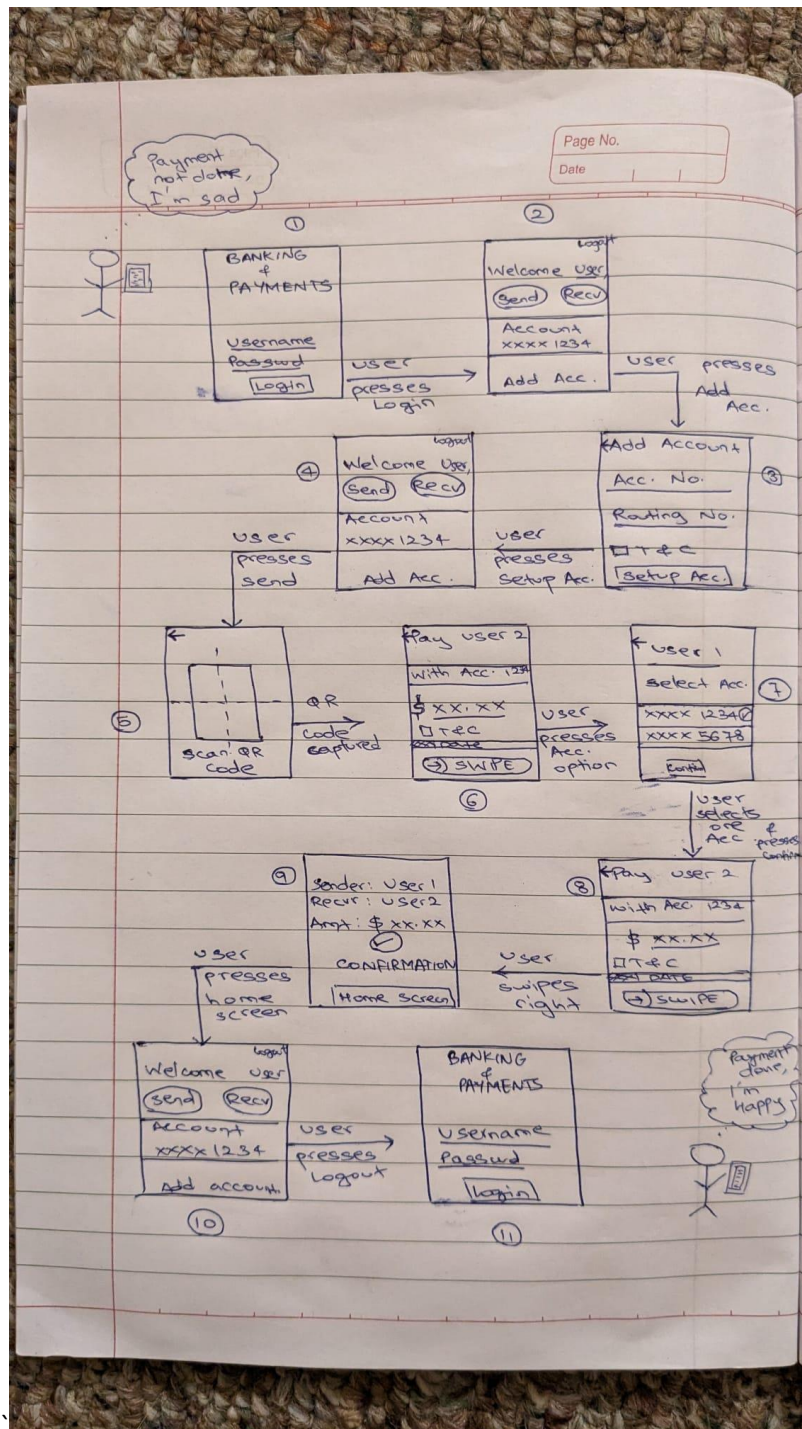 Page No.
Date
Payment
not done,
I'm sad
①
BANKING
&
PAYMENTS
Username
Passwd
Login
user
presses
Login
②
Logout
Welcome User,
Send Recv
Account
xxxx 1234
Add Acc.
user presses
Add
Acc.
③
← Add Account
Acc. No.
Routing No.
☐ T & C
Setup Acc.
user
presses
Setup Acc.
④
Logout
Welcome User,
Send Recv
Account
xxxx 1234
Add Acc.
user
presses
send
⑤
←
scan QR
code
QR
code
captured
⑥
← Pay user 2
with Acc. 1234
$ xx.xx
☐ T & C
→ SWIPE
user
presses
Acc.
option
⑦
← user 1
select Acc.
xxxx 1234 ✓
xxxx 5678
user
selects
one
Acc &
presses
confirm
⑧
← Pay user 2
with Acc. 1234
$ xx.xx
☐ T & C
→ SWIPE
user
swipes
right
⑨
Sender: User 1
Recvr: User2
Amt: $ xx.xx
✓
CONFIRMATION
Home Screen
user
presses
home
screen
⑩
Logout
Welcome user
Send Recv
Account
xxxx 1234
Add account
user
presses
Logout
⑪
BANKING
&
PAYMENTS
Username
Passwd
Login
Payment
done,
I'm
Happy